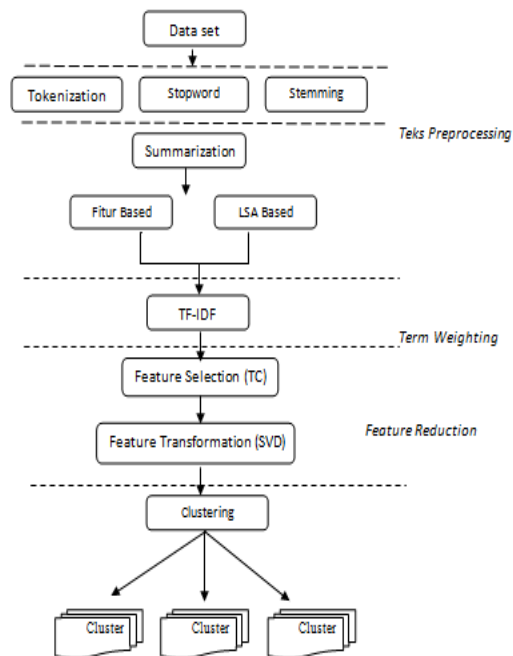 Data set
Tokenization
Stopword
Stemming
Teks Preprocessing
Summarization
Fitur Based
LSA Based
TF-IDF
Term Weighting
Feature Selection (TC)
Feature Transformation (SVD)
Feature Reduction
Clustering
Cluster
Cluster
Cluster